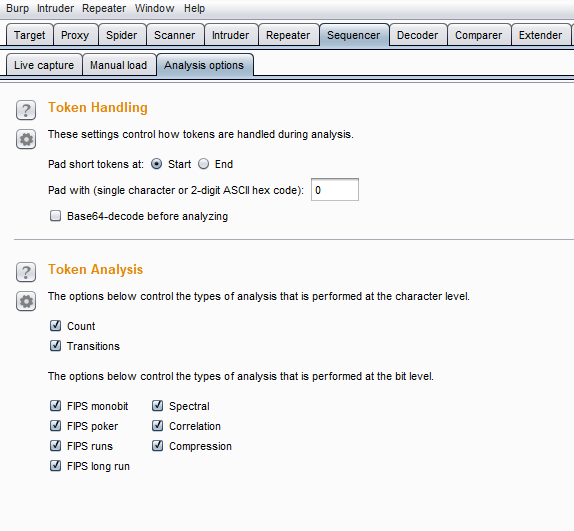 Burp Intruder Repeater Window Help
Target Proxy Spider Scanner Intruder Repeater Sequencer Decoder Comparer Extender
Live capture Manual load Analysis options
? Token Handling
These settings control how tokens are handled during analysis.
Pad short tokens at: Start End
Pad with (single character or 2-digit ASCII hex code): 0
Base64-decode before analyzing
? Token Analysis
The options below control the types of analysis that is performed at the character level.
Count
Transitions
The options below control the types of analysis that is performed at the bit level.
FIPS monobit Spectral
FIPS poker Correlation
FIPS runs Compression
FIPS long run